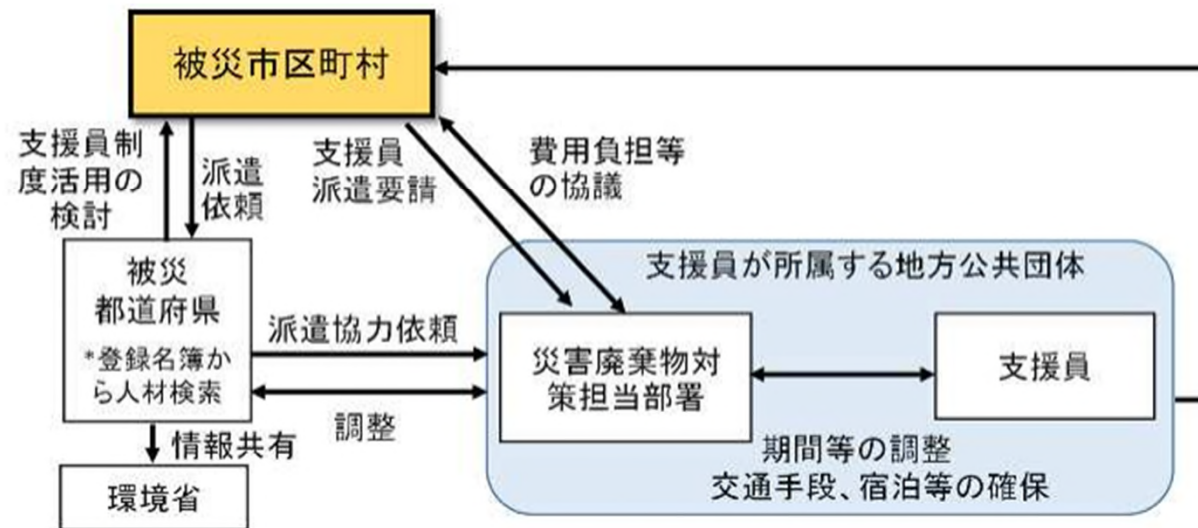 被災市区町村
支援員制
度活用の
検討
派遣
依頼
支援員
派遣要請
費用負担等
の協議
被災
都道府県
*登録名簿か
ら人材検索
派遣協力依頼
調整
情報共有
環境省
支援員が所属する地方公共団体
災害廃棄物対
策担当部署
支援員
期間等の調整
交通手段、宿泊等の確保